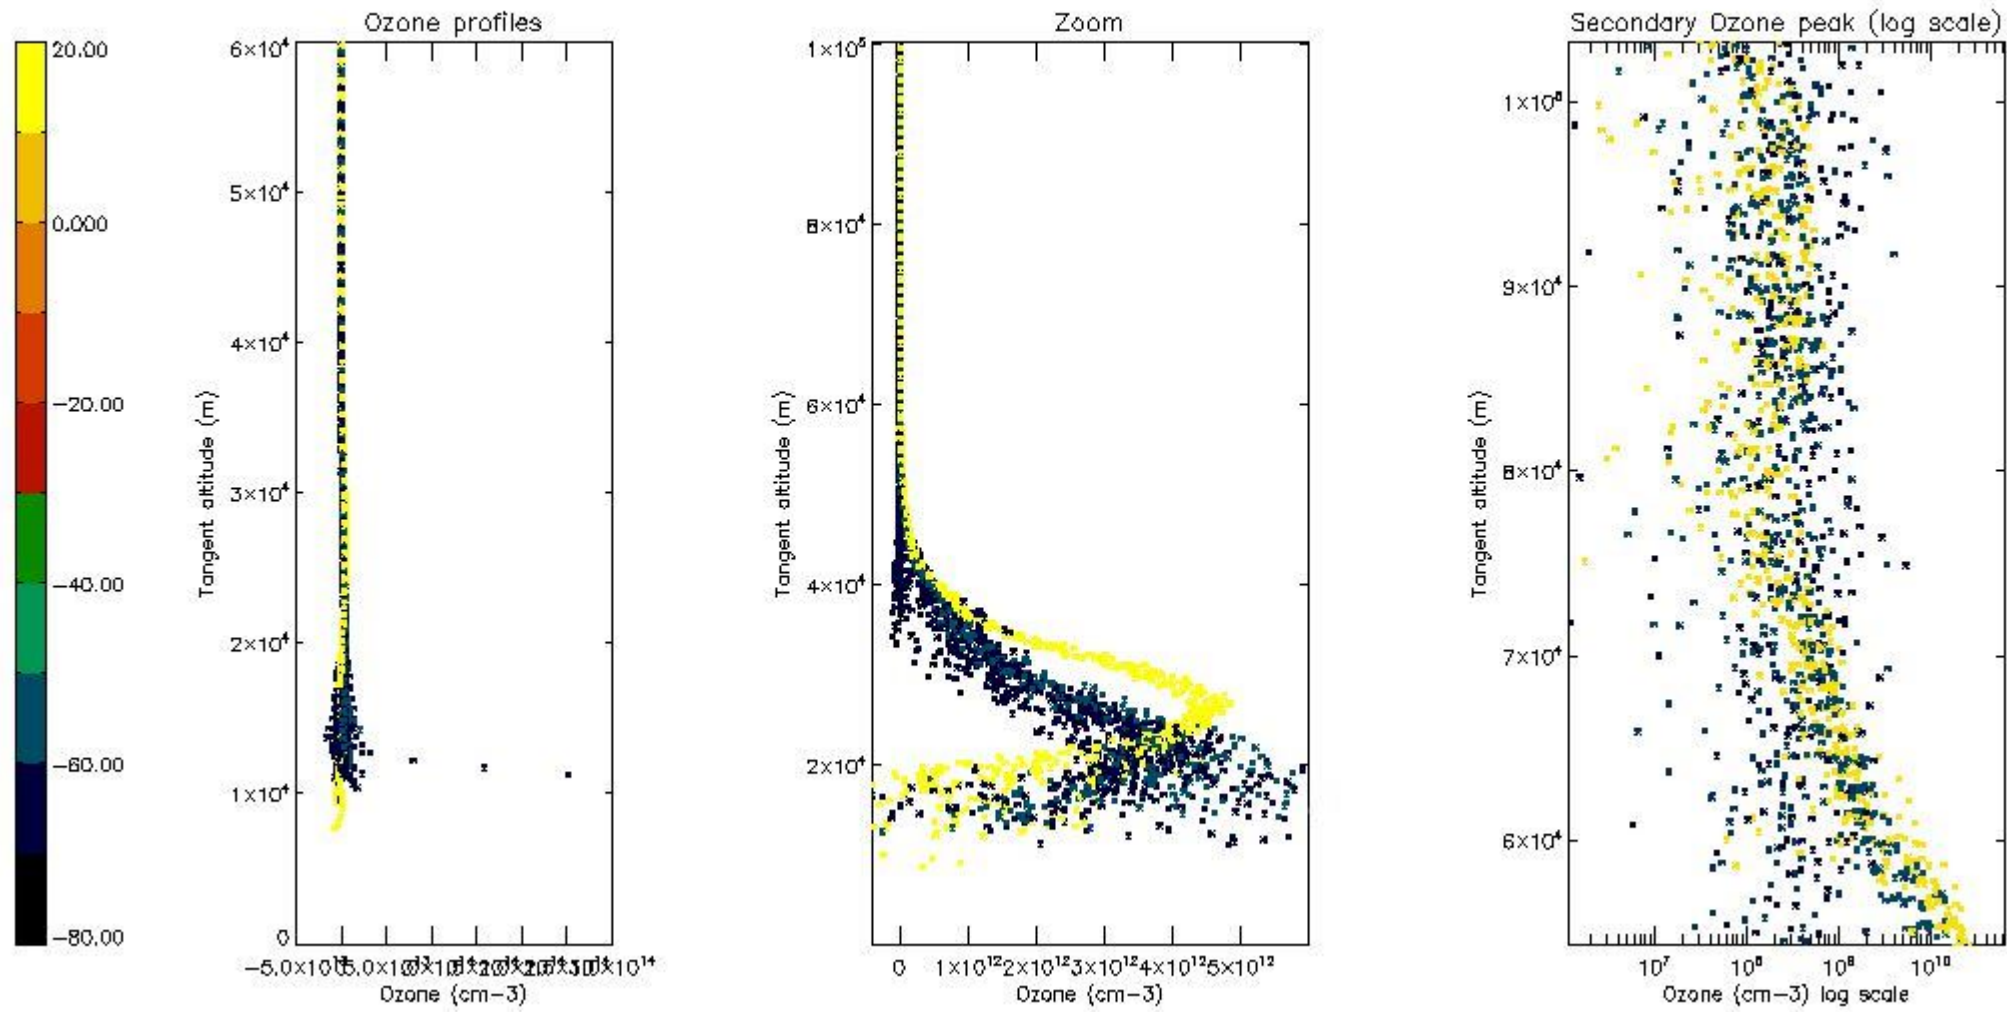 Ozone profiles
Zoom
Secondary Ozone peak (log scale)
20.00
0.000
−20.00
−40.00
−60.00
−80.00
6×10⁴
5×10⁴
4×10⁴
3×10⁴
2×10⁴
1×10⁴
0
Tangent altitude (m)
Ozone (cm−3)
1×10⁵
8×10⁴
6×10⁴
4×10⁴
2×10⁴
Tangent altitude (m)
0 1×10¹² 2×10¹² 3×10¹² 4×10¹² 5×10¹²
Ozone (cm−3)
1×10⁵
9×10⁴
8×10⁴
7×10⁴
6×10⁴
Tangent altitude (m)
10⁷ 10⁸ 10⁹ 10¹⁰
Ozone (cm−3) log scale